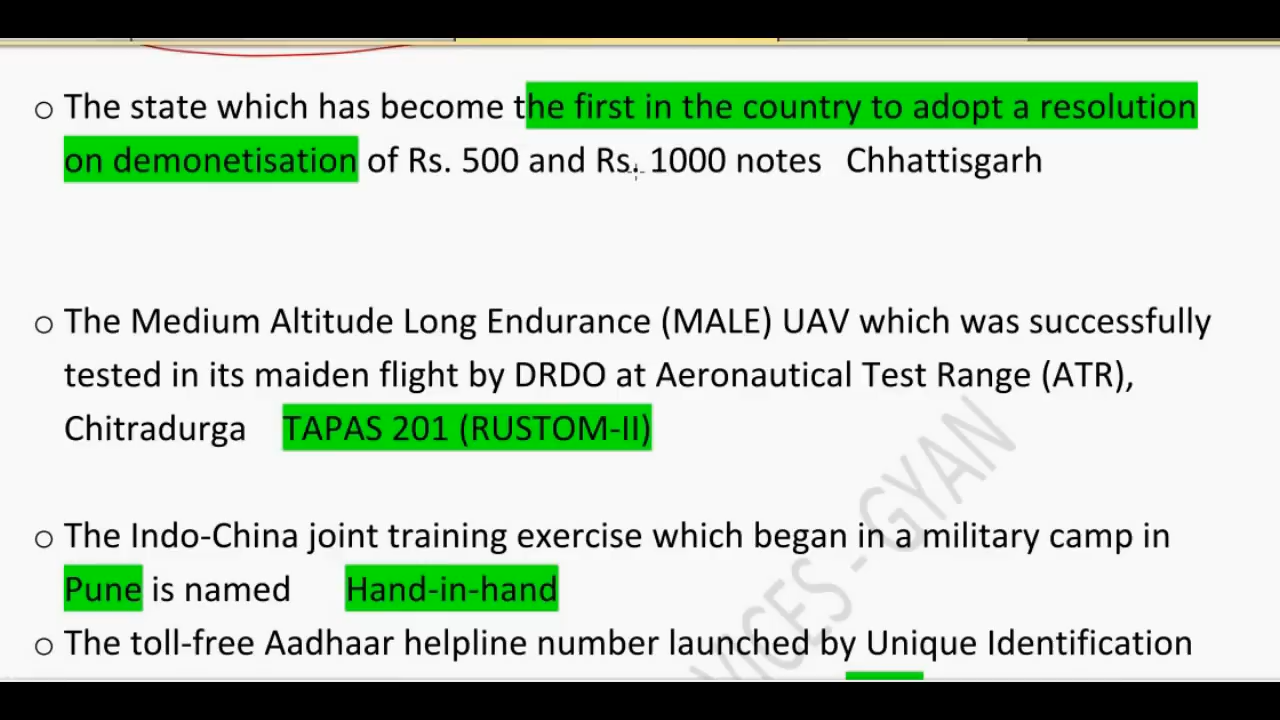 o The state which has become the first in the country to adopt a resolution
on demonetisation of Rs. 500 and Rs. 1000 notes Chhattisgarh
o The Medium Altitude Long Endurance (MALE) UAV which was successfully
tested in its maiden flight by DRDO at Aeronautical Test Range (ATR),
Chitradurga TAPAS 201 (RUSTOM-II)
o The Indo-China joint training exercise which began in a military camp in
Pune is named Hand-in-hand
o The toll-free Aadhaar helpline number launched by Unique Identification
GYAN